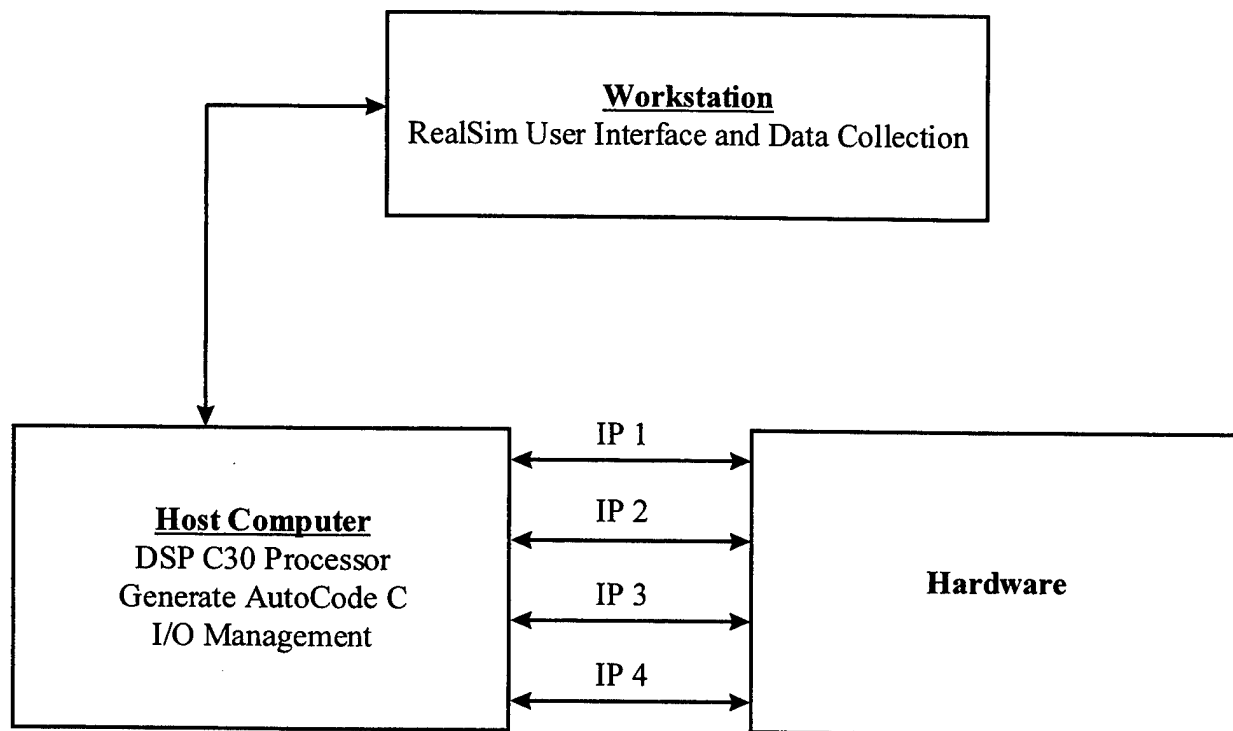 Workstation
RealSim User Interface and Data Collection
IP 1
IP 2
IP 3
IP 4
Host Computer
DSP C30 Processor
Generate AutoCode C
I/O Management
Hardware